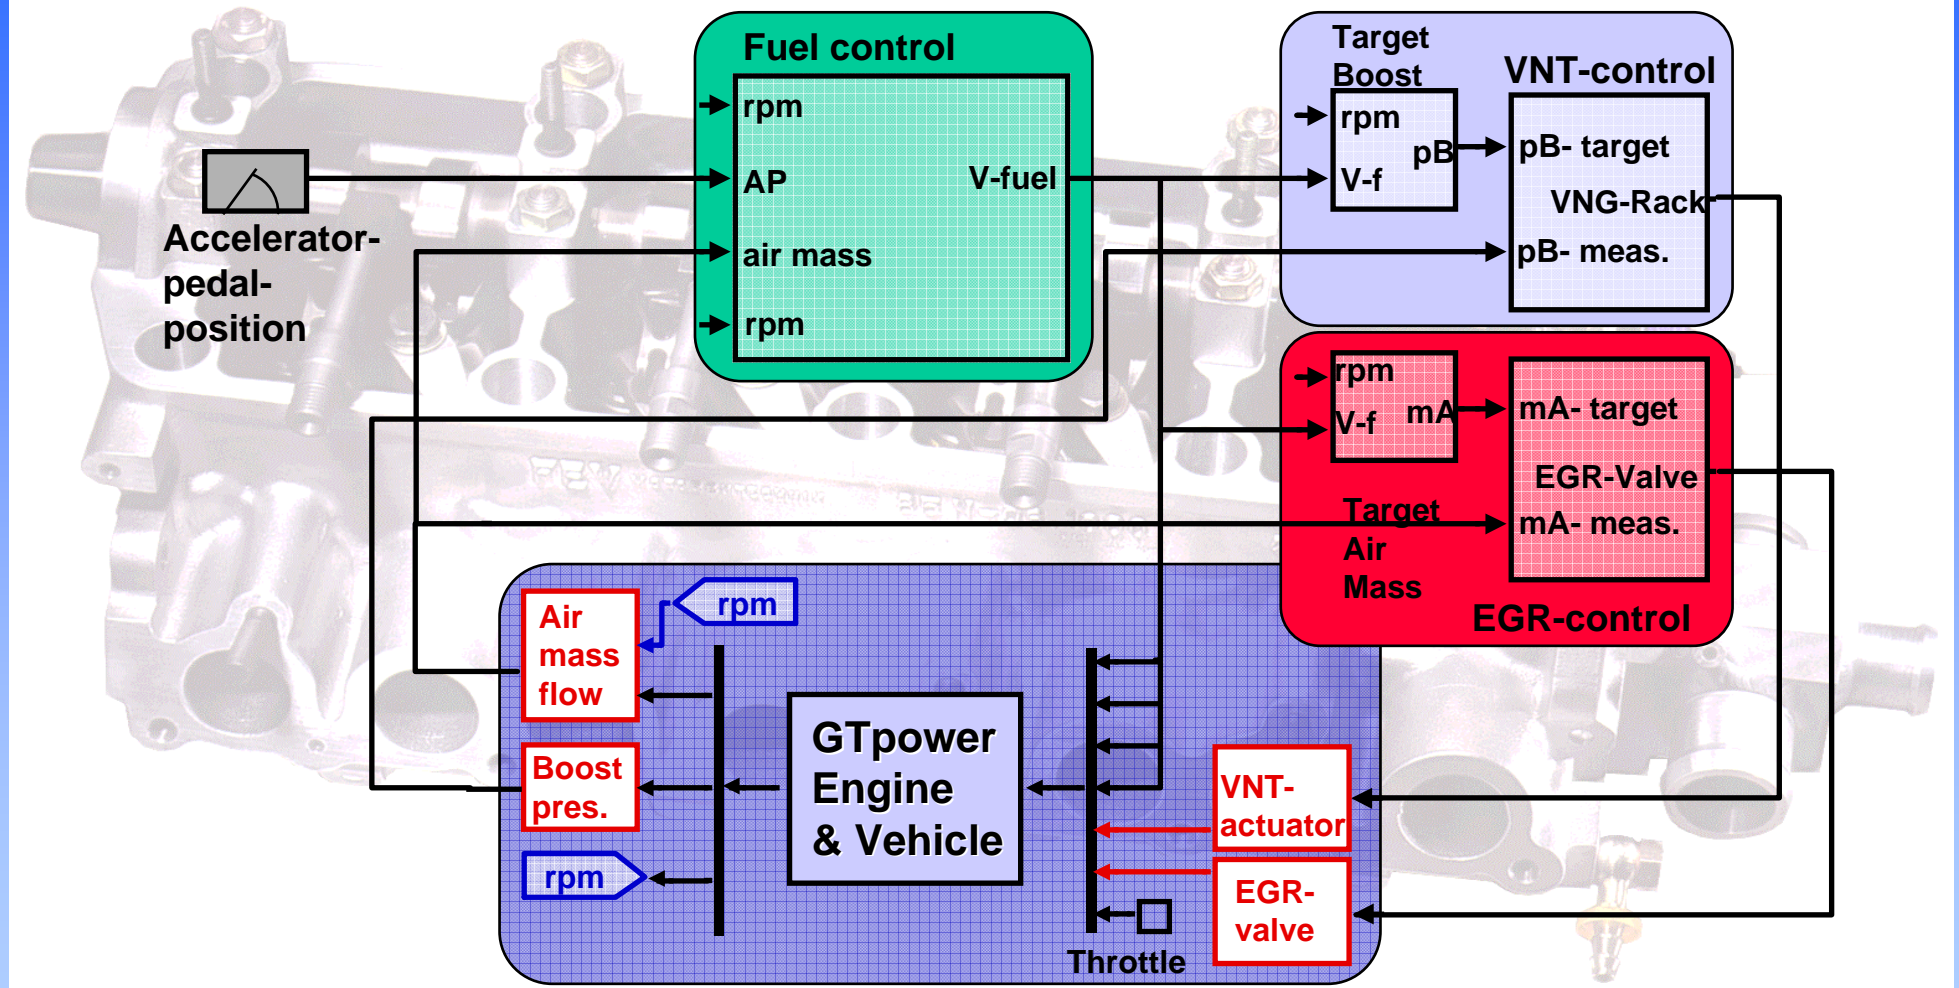 Fuel control
rpm
AP
V-fuel
air mass
rpm
Accelerator-
pedal-
position
Target
Boost
VNT-control
rpm
pB
V-f
pB- target
VNG-Rack
pB- meas.
rpm
mA
V-f
mA- target
EGR-Valve
mA- meas.
Target
Air
Mass
EGR-control
Air
mass
flow
rpm
Boost
pres.
rpm
GTpower
Engine
& Vehicle
VNT-
actuator
EGR-
valve
Throttle